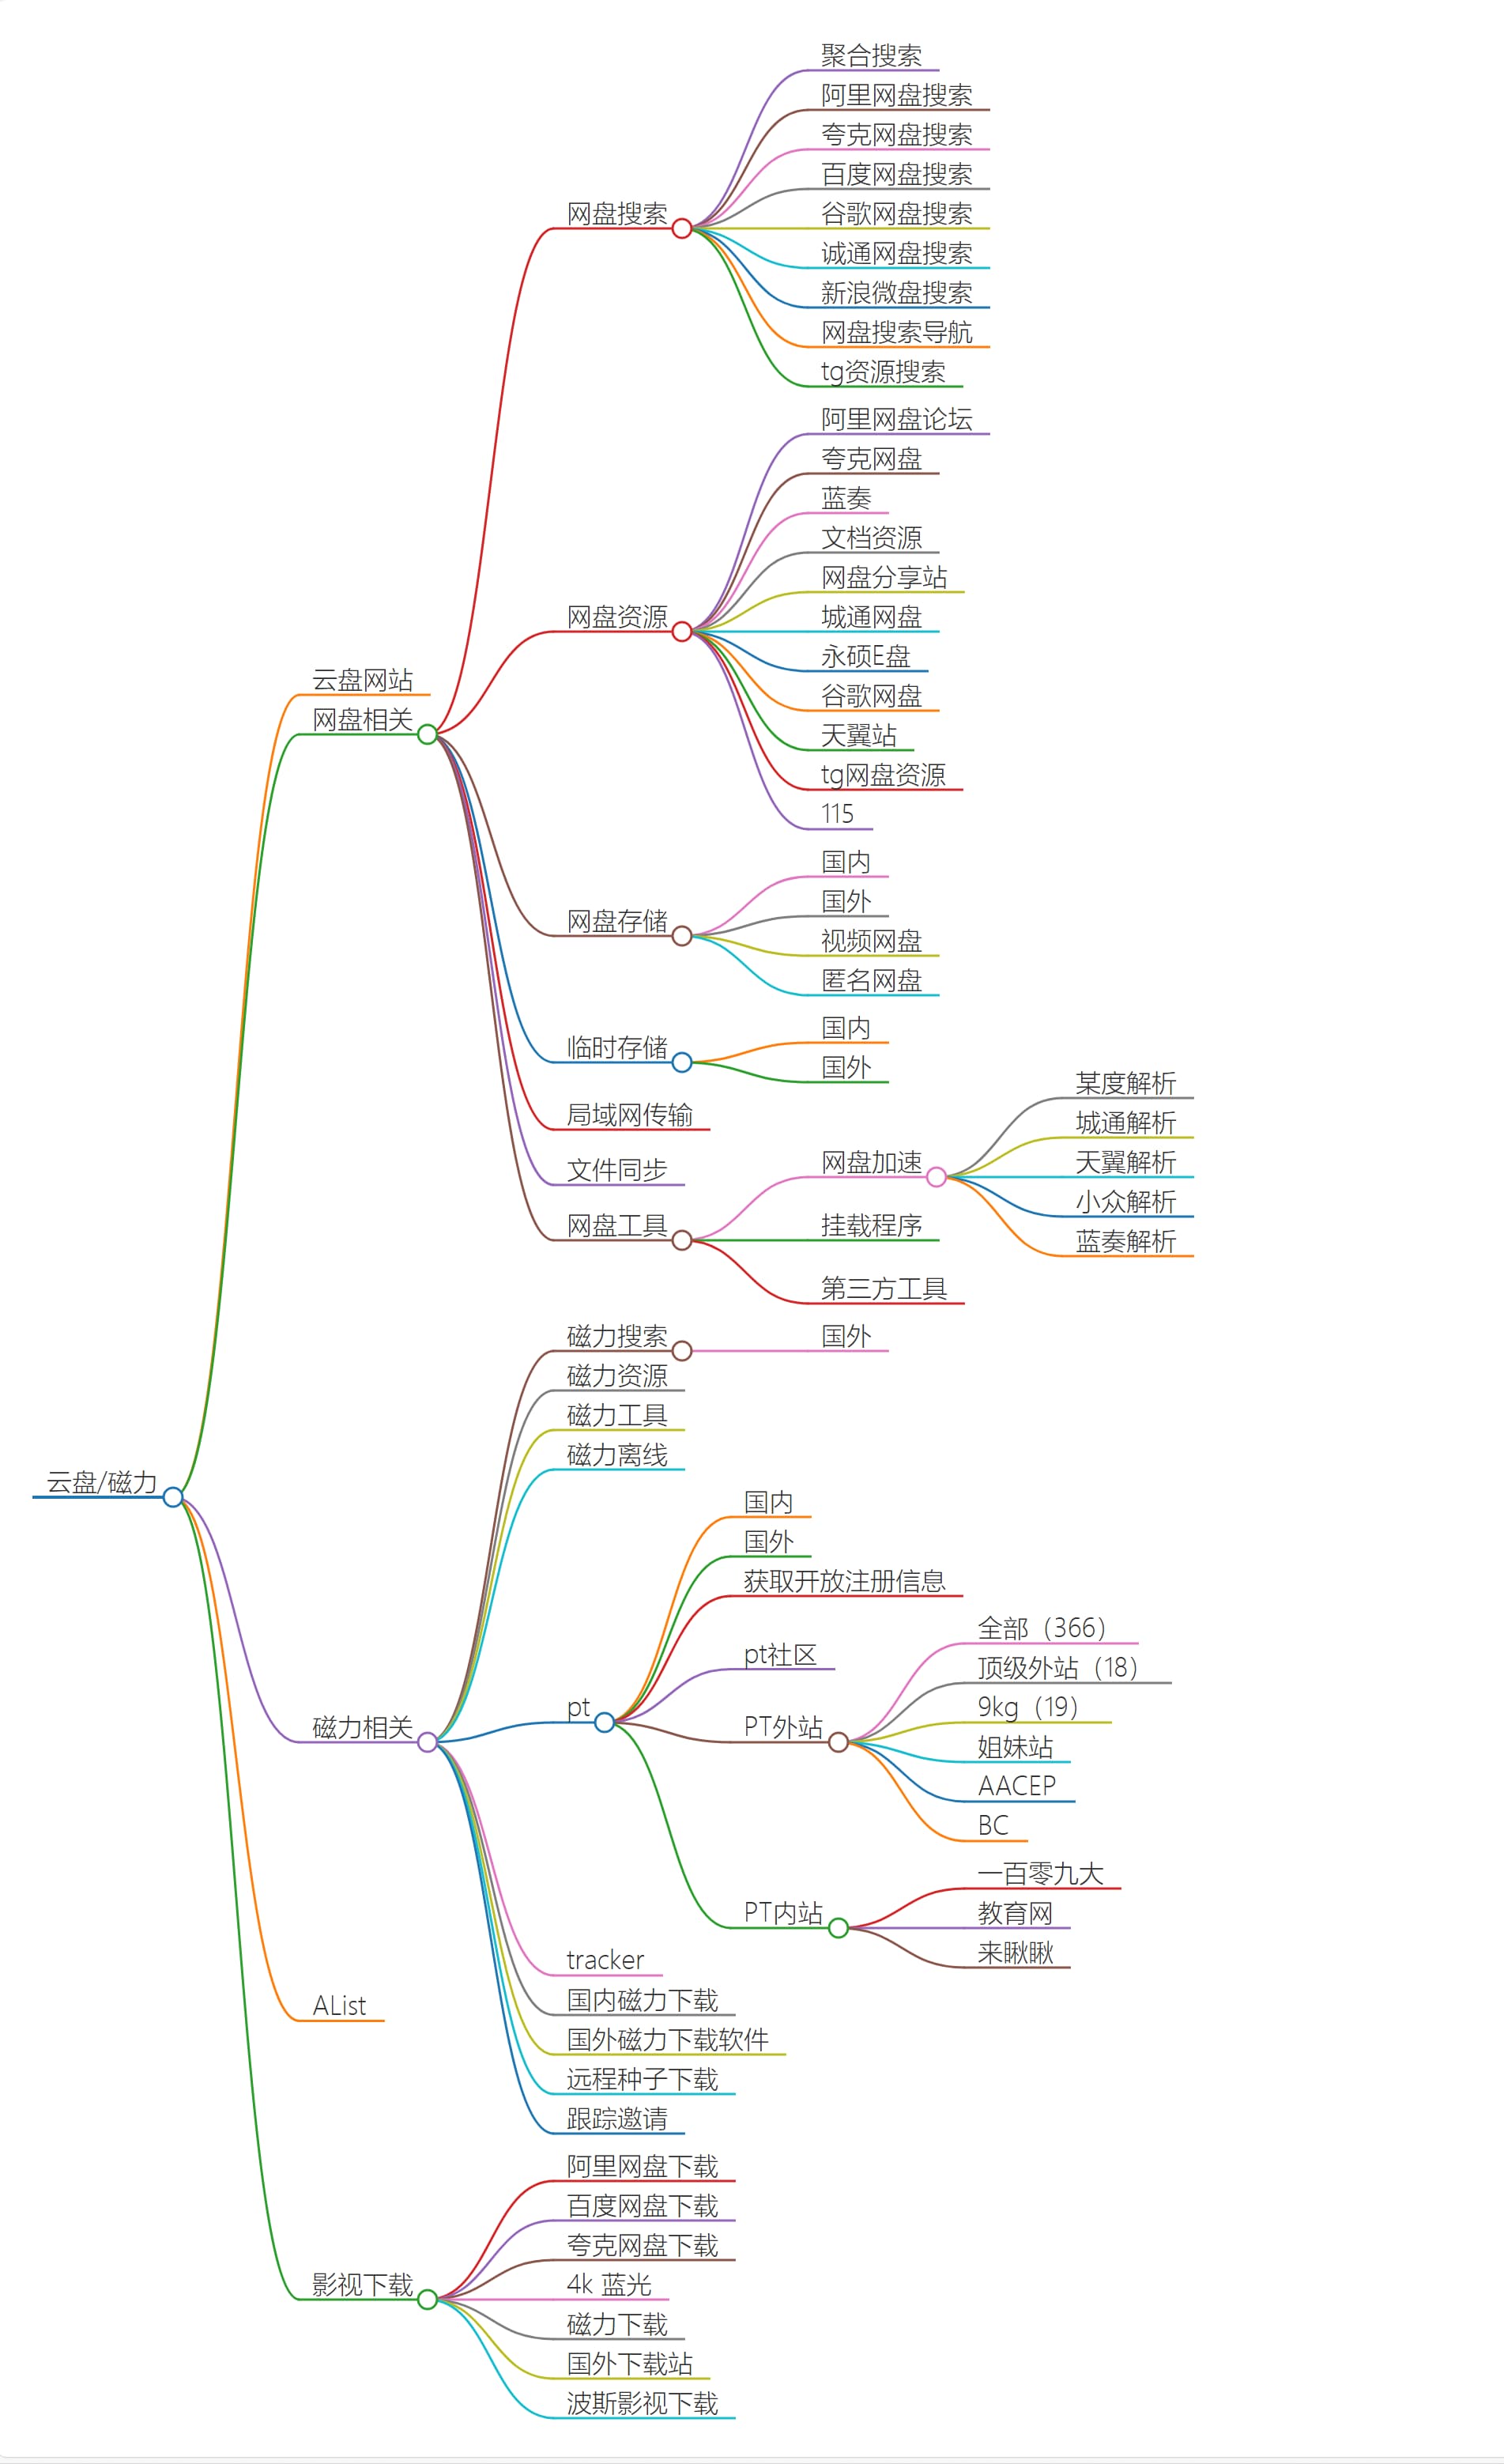 聚合搜索
阿里网盘搜索
夸克网盘搜索
百度网盘搜索
网盘搜索
谷歌网盘搜索
诚通网盘搜索
新浪微盘搜索
网盘搜索导航
tg资源搜索
阿里网盘论坛
夸克网盘
蓝奏
文档资源
网盘分享站
网盘资源
城通网盘
永硕E盘
云盘网站
谷歌网盘
网盘相关
天翼站
tg网盘资源
115
国内
国外
网盘存储
视频网盘
匿名网盘
国内
临时存储
国外
某度解析
局域网传输
城通解析
网盘加速
天翼解析
文件同步
小众解析
网盘工具
挂载程序
蓝奏解析
第三方工具
磁力搜索
国外
磁力资源
磁力工具
磁力离线
云盘/磁力
国内
国外
获取开放注册信息
全部（366）
pt社区
顶级外站（18）
pt
9kg（19）
磁力相关
PT外站
姐妹站
AACEP
BC
一百零九大
PT内站
教育网
来瞅瞅
tracker
国内磁力下载
AList
国外磁力下载软件
远程种子下载
跟踪邀请
阿里网盘下载
百度网盘下载
夸克网盘下载
影视下载
4k 蓝光
磁力下载
国外下载站
波斯影视下载